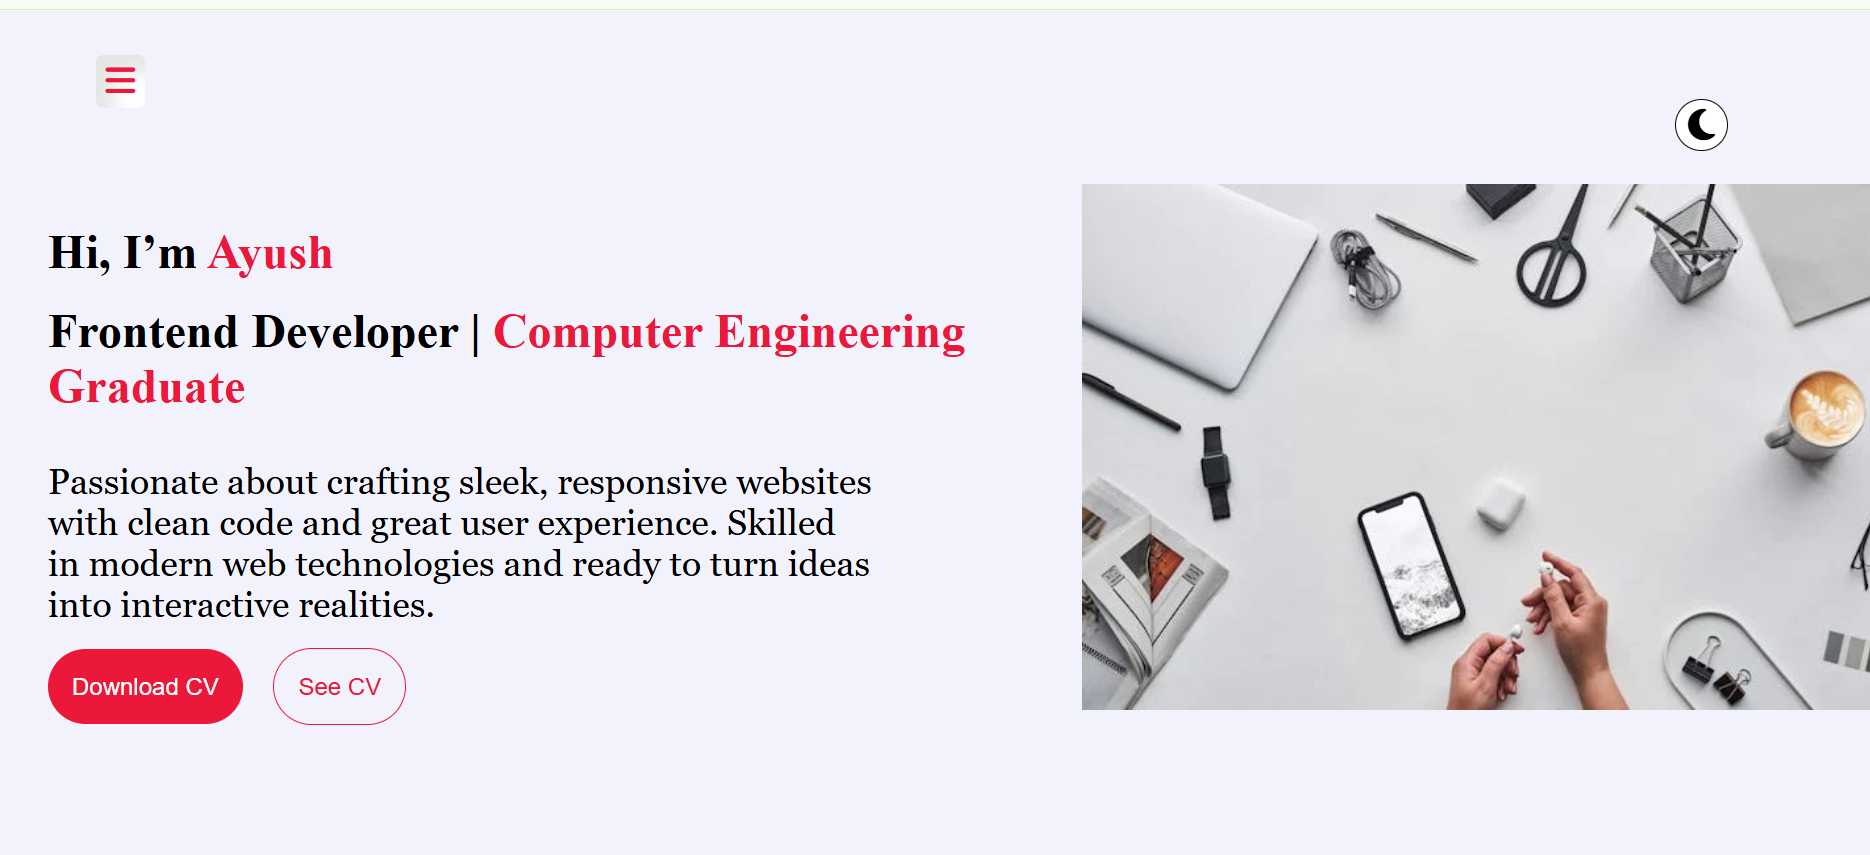 Hi, I’m Ayush
Frontend Developer | Computer Engineering
Graduate
Passionate about crafting sleek, responsive websites
with clean code and great user experience. Skilled
in modern web technologies and ready to turn ideas
into interactive realities.
Download CV
See CV